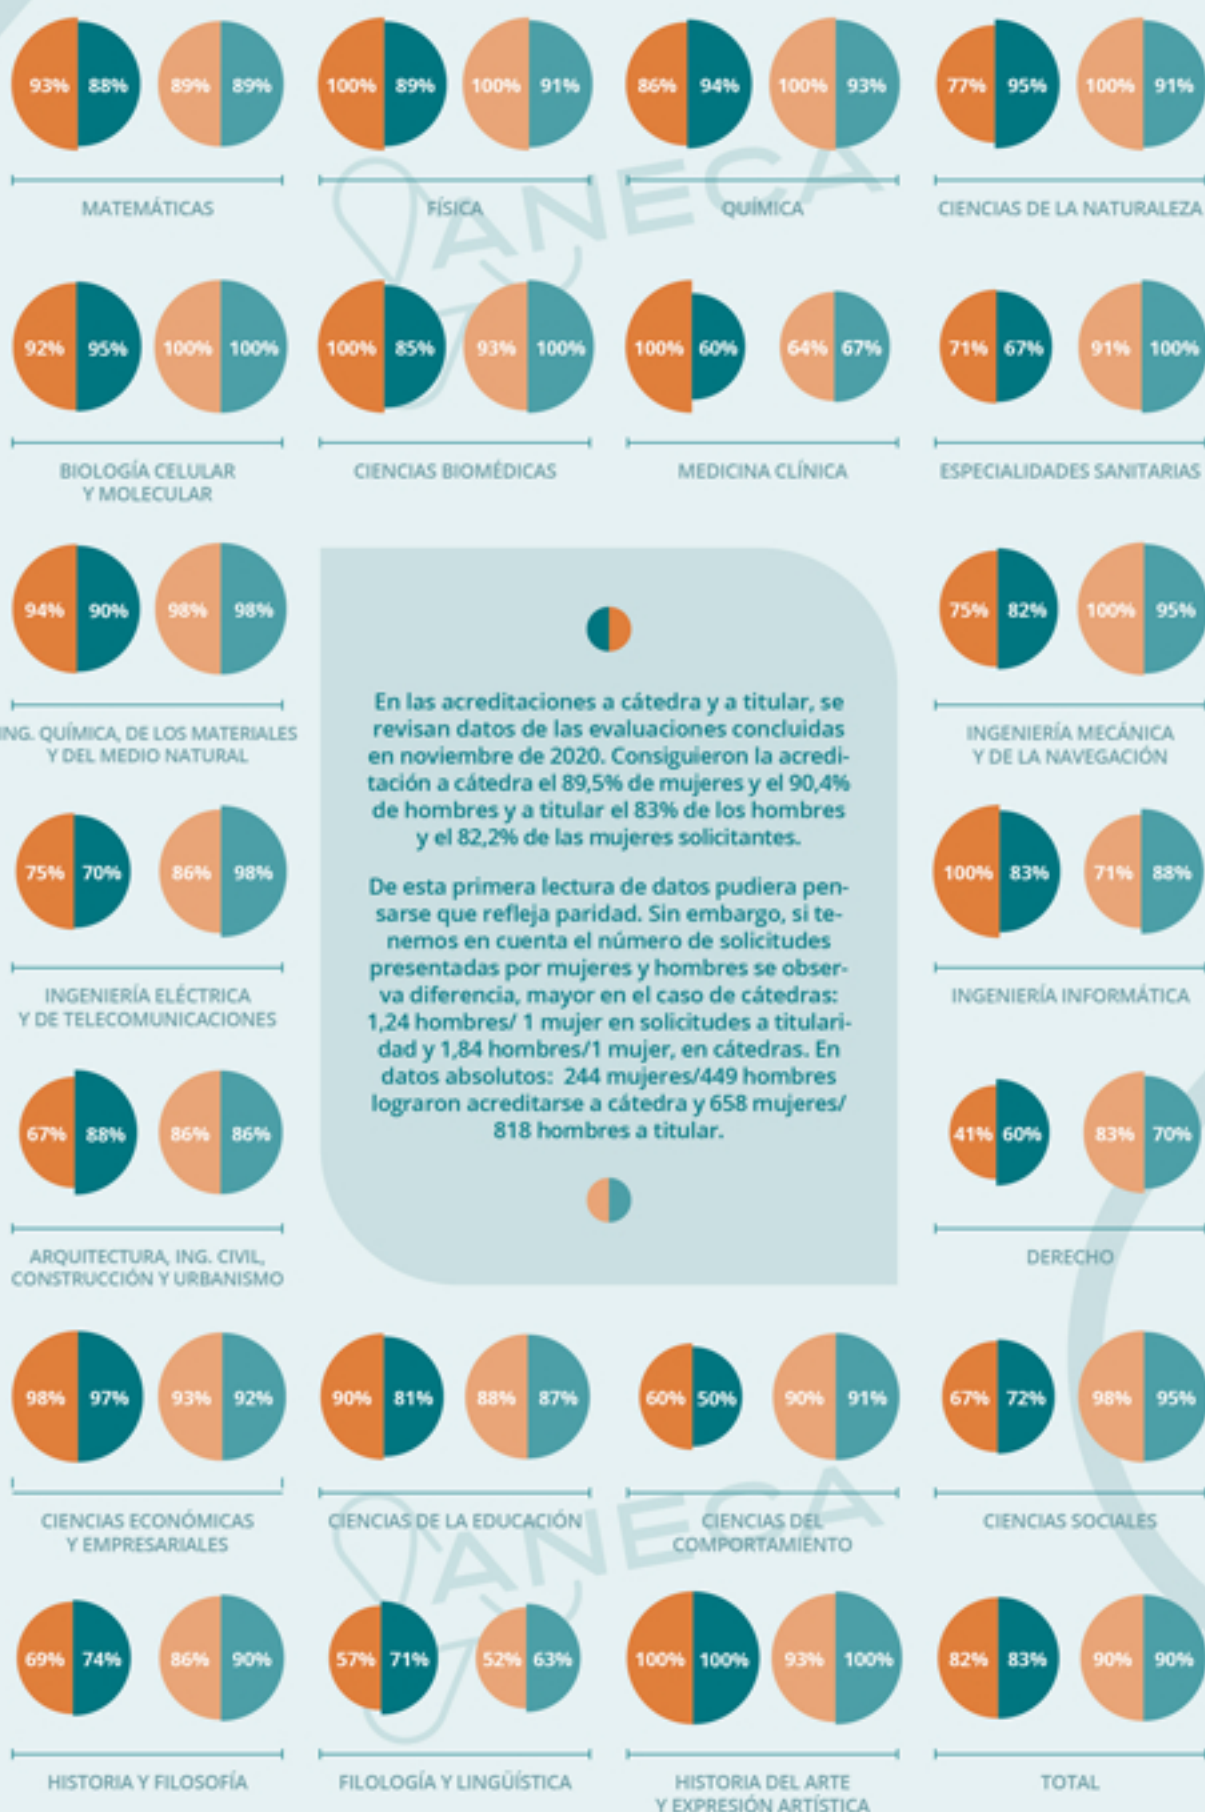 93% 88% 89% 89% 100% 89% 100% 91% 86% 94% 100% 93% 77% 95% 100% 91%
MATEMÁTICAS FÍSICA QUÍMICA CIENCIAS DE LA NATURALEZA
ANECA
92% 95% 100% 100% 100% 85% 93% 100% 100% 60% 64% 67% 71% 67% 91% 100%
BIOLOGÍA CELULAR
Y MOLECULAR
CIENCIAS BIOMÉDICAS
MEDICINA CLÍNICA
ESPECIALIDADES SANITARIAS
94% 90% 98% 98%
ING. QUÍMICA, DE LOS MATERIALES
Y DEL MEDIO NATURAL
75% 70% 86% 98%
INGENIERÍA ELÉCTRICA
Y DE TELECOMUNICACIONES
67% 88% 86% 86%
ARQUITECTURA, ING. CIVIL,
CONSTRUCCIÓN Y URBANISMO
En las acreditaciones a cátedra y a titular, se
revisan datos de las evaluaciones concluidas
en noviembre de 2020. Consiguieron la acredi-
tación a cátedra el 89,5% de mujeres y el 90,4%
de hombres y a titular el 83% de los hombres
y el 82,2% de las mujeres solicitantes.
De esta primera lectura de datos pudiera pen-
sarse que refleja paridad. Sin embargo, si te-
nemos en cuenta el número de solicitudes
presentadas por mujeres y hombres se obser-
va diferencia, mayor en el caso de cátedras:
1,24 hombres/ 1 mujer en solicitudes a titulari-
dad y 1,84 hombres/1 mujer, en cátedras. En
datos absolutos: 244 mujeres/449 hombres
lograron acreditarse a cátedra y 658 mujeres/
818 hombres a titular.
75% 82% 100% 95%
INGENIERÍA MECÁNICA
Y DE LA NAVEGACIÓN
100% 83% 71% 88%
INGENIERÍA INFORMÁTICA
41% 60% 83% 70%
DERECHO
98% 97% 93% 92% 90% 81% 88% 87% 60% 50% 90% 91% 67% 72% 98% 95%
CIENCIAS ECONÓMICAS
Y EMPRESARIALES
CIENCIAS DE LA EDUCACIÓN
CIENCIAS DEL
COMPORTAMIENTO
CIENCIAS SOCIALES
ANECA
69% 74% 86% 90% 57% 71% 52% 63% 100% 100% 93% 100% 82% 83% 90% 90%
HISTORIA Y FILOSOFÍA
FILOLOGÍA Y LINGÜÍSTICA
HISTORIA DEL ARTE
Y EXPRESIÓN ARTÍSTICA
TOTAL